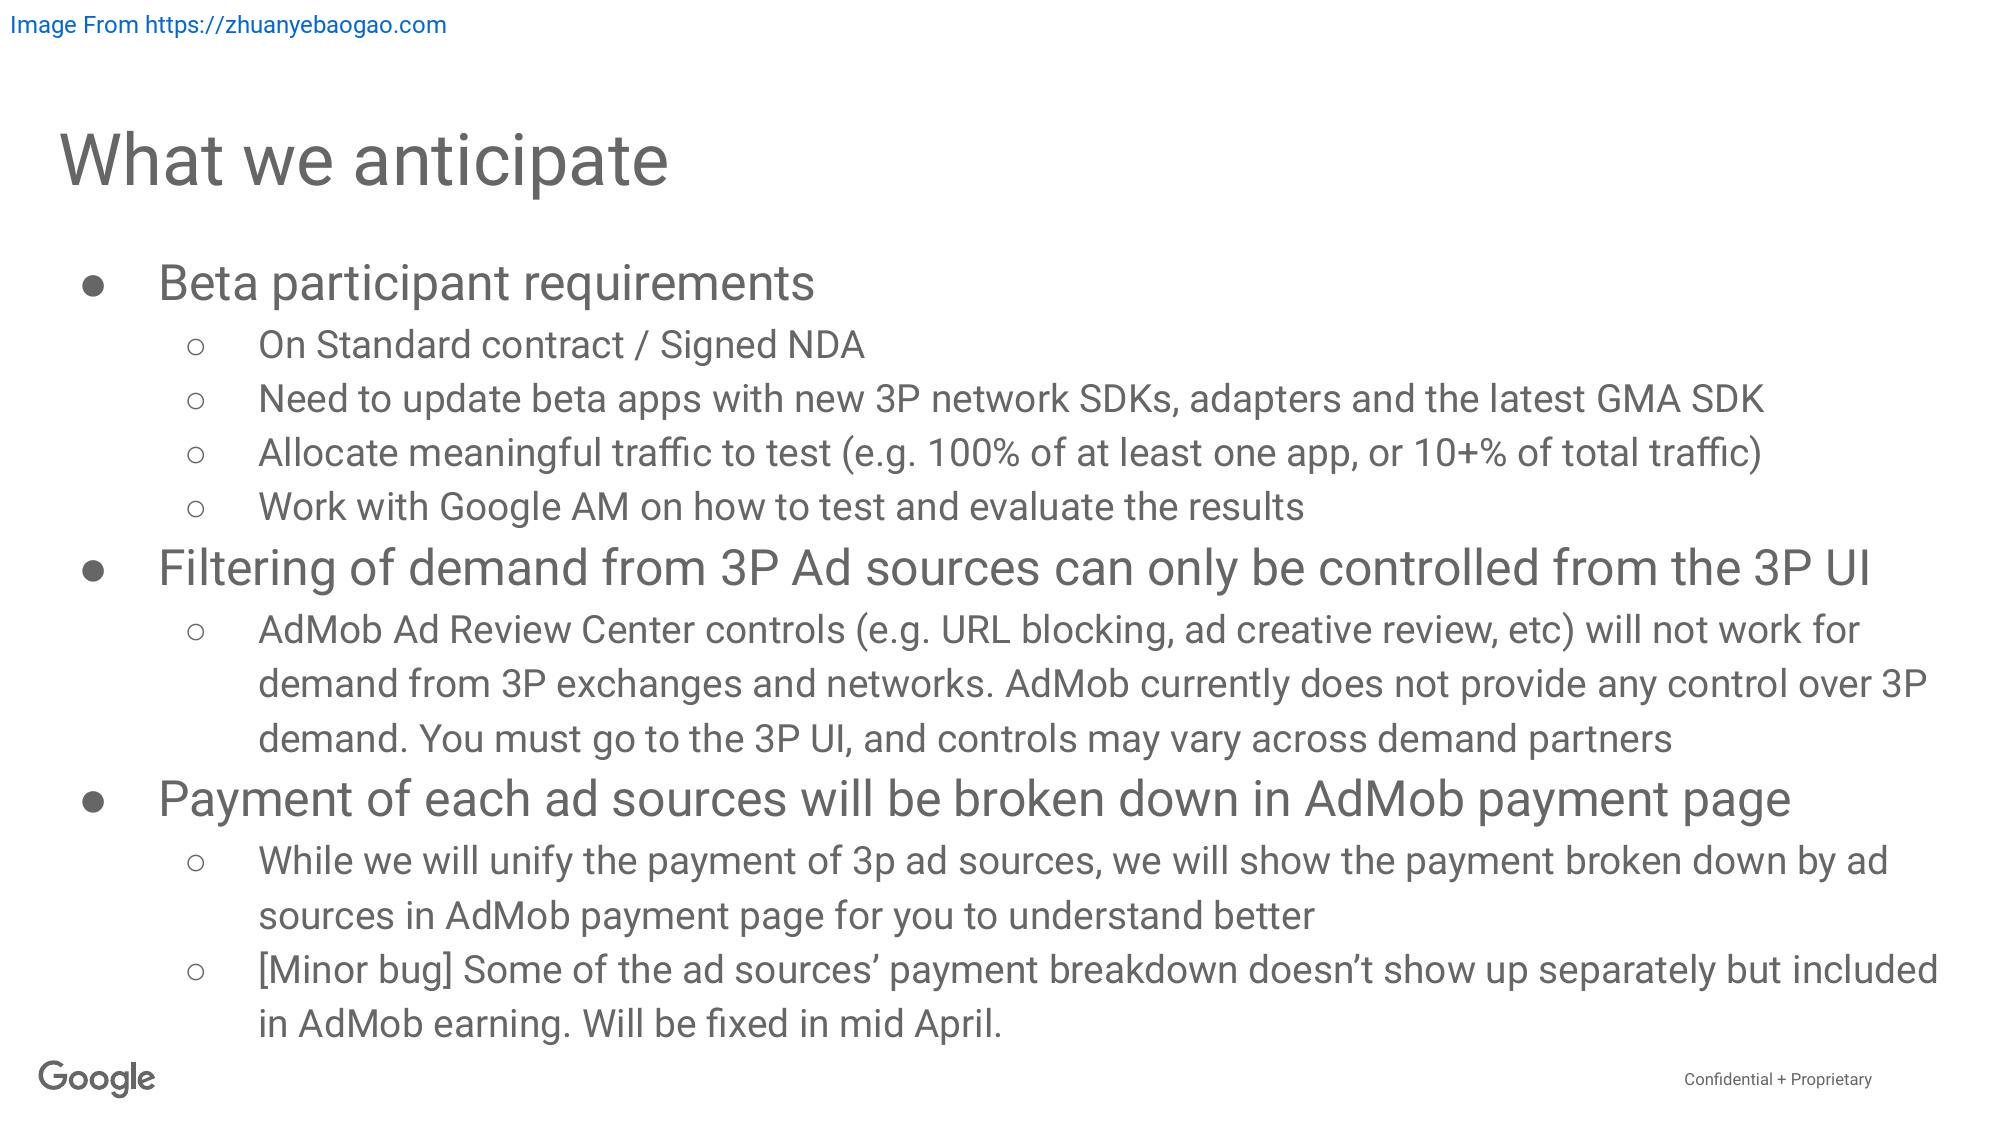 Image From https://zhuanyebaogao.com
What we anticipate
● Beta participant requirements
○ On Standard contract / Signed NDA
○ Need to update beta apps with new 3P network SDKs, adapters and the latest GMA SDK
○ Allocate meaningful traffic to test (e.g. 100% of at least one app, or 10+% of total traffic)
○ Work with Google AM on how to test and evaluate the results
● Filtering of demand from 3P Ad sources can only be controlled from the 3P UI
○ AdMob Ad Review Center controls (e.g. URL blocking, ad creative review, etc) will not work for
demand from 3P exchanges and networks. AdMob currently does not provide any control over 3P
demand. You must go to the 3P UI, and controls may vary across demand partners
● Payment of each ad sources will be broken down in AdMob payment page
○ While we will unify the payment of 3p ad sources, we will show the payment broken down by ad
sources in AdMob payment page for you to understand better
○ [Minor bug] Some of the ad sources’ payment breakdown doesn’t show up separately but included
in AdMob earning. Will be fixed in mid April.
Google
Confidential + Proprietary